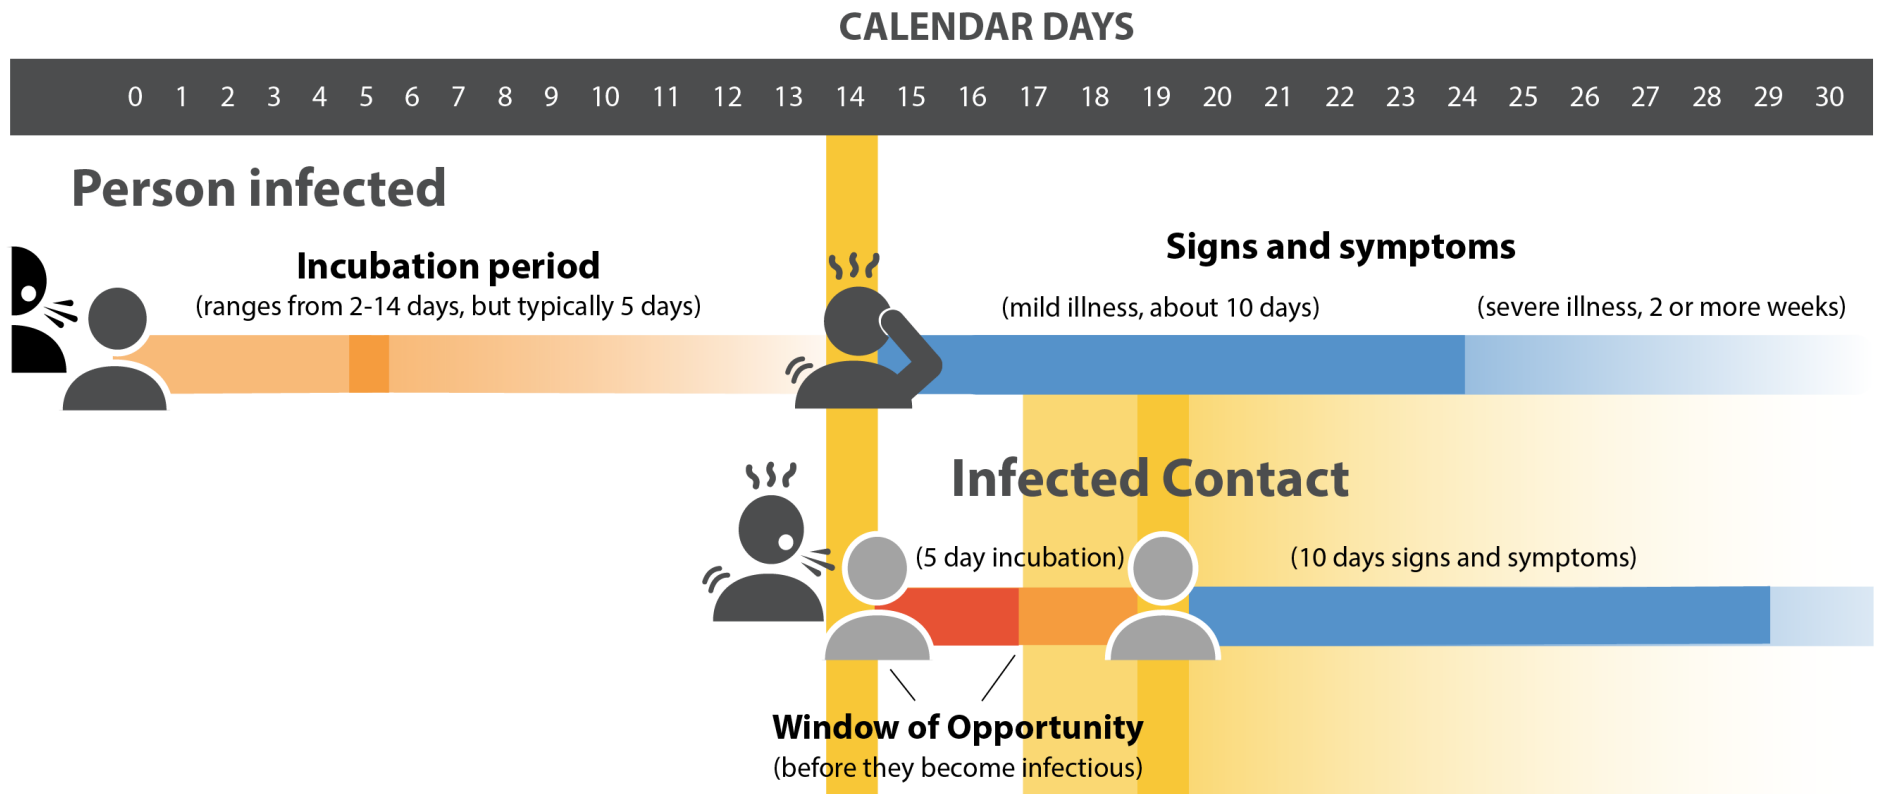 CALENDAR DAYS
0 1 2 3 4 5 6 7 8 9 10 11 12 13 14 15 16 17 18 19 20 21 22 23 24 25 26 27 28 29 30
Person infected
Incubation period
(ranges from 2-14 days, but typically 5 days)
Signs and symptoms
(mild illness, about 10 days)
(severe illness, 2 or more weeks)
Infected Contact
(5 day incubation)
(10 days signs and symptoms)
Window of Opportunity
(before they become infectious)